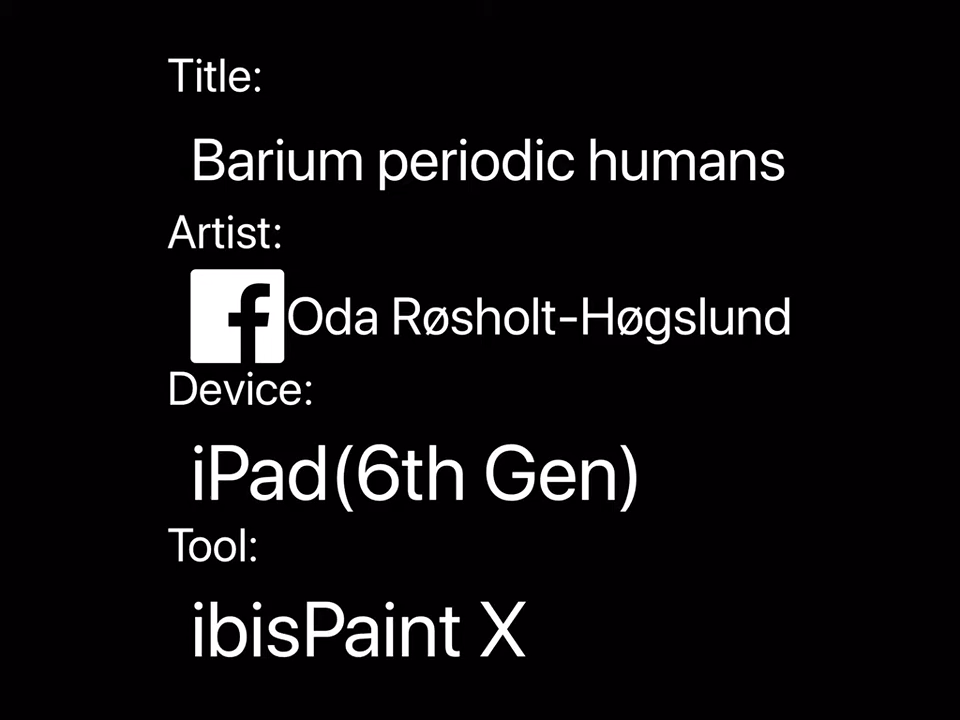 Title:
Barium periodic humans
Artist:
Oda Røsholt-Høgslund
Device:
iPad(6th Gen)
Tool:
ibisPaint X